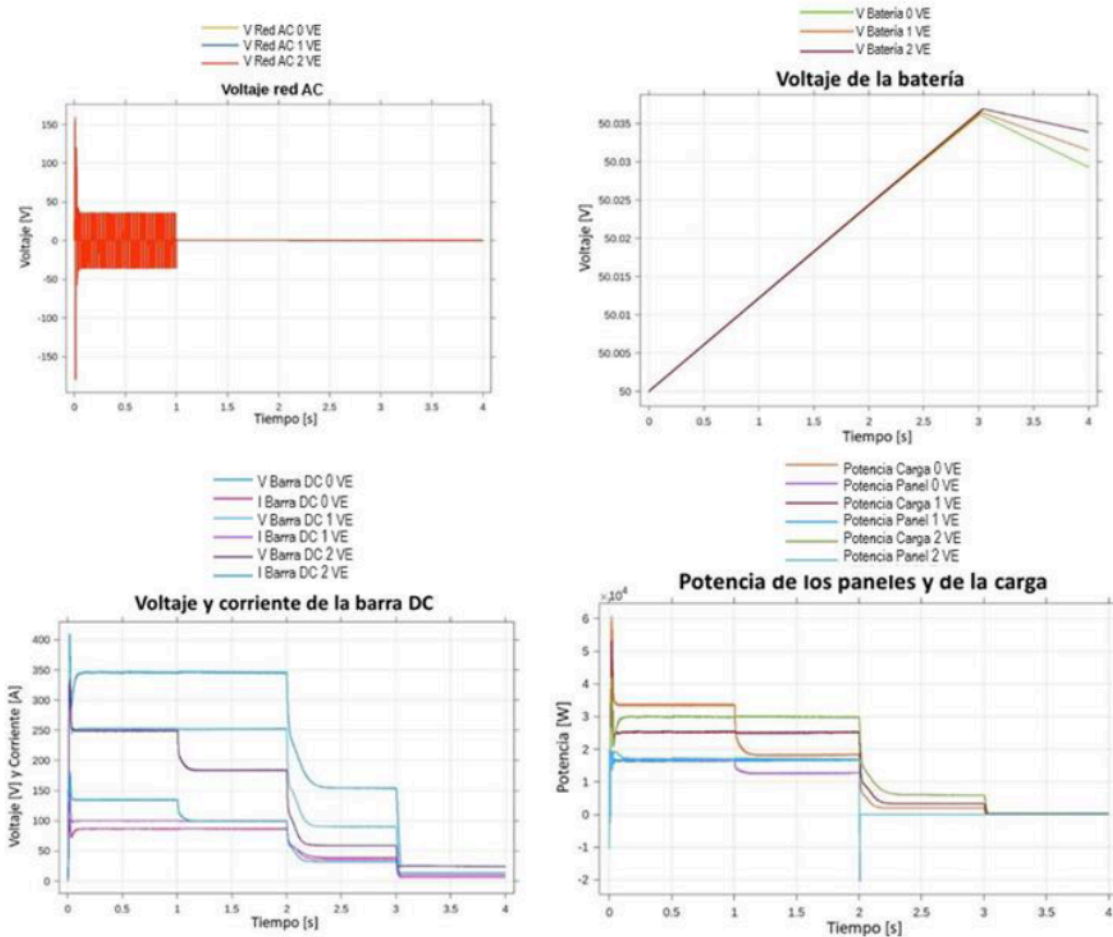 V Red AC 0 VE
V Red AC 1 VE
V Red AC 2 VE
Voltaje red AC
Voltaje [V]
150
100
50
0
-50
-100
-150
0 0.5 1 1.5 2 2.5 3 3.5 4
Tiempo [s]
V Batería 0 VE
V Batería 1 VE
V Batería 2 VE
Voltaje de la batería
Voltaje [V]
50.035
50.03
50.025
50.02
50.015
50.01
50.005
50
0 0.5 1 1.5 2 2.5 3 3.5 4
Tiempo [s]
V Barra DC 0 VE
I Barra DC 0 VE
V Barra DC 1 VE
I Barra DC 1 VE
V Barra DC 2 VE
I Barra DC 2 VE
Voltaje y corriente de la barra DC
Voltaje [V] y Corriente [A]
400
350
300
250
200
150
100
50
0
0 0.5 1 1.5 2 2.5 3 3.5 4
Tiempo [s]
Potencia Carga 0 VE
Potencia Panel 0 VE
Potencia Carga 1 VE
Potencia Panel 1 VE
Potencia Carga 2 VE
Potencia Panel 2 VE
Potencia de los paneles y de la carga
×10⁴
Potencia [W]
6
5
4
3
2
1
0
-1
-2
0 0.5 1 1.5 2 2.5 3 3.5 4
Tiempo [s]